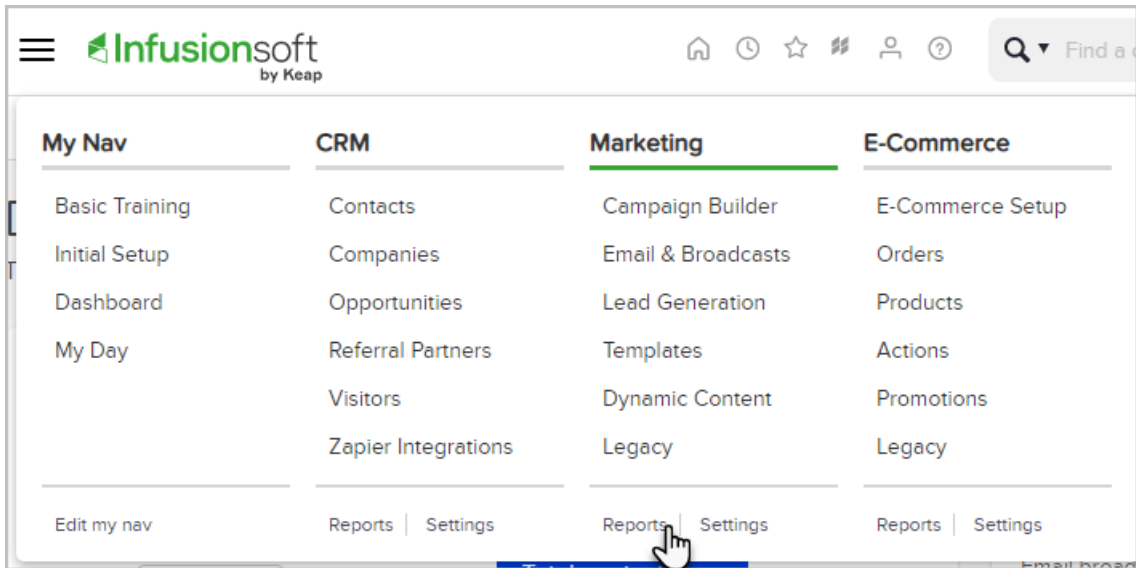 Infusionsoft
by Keap
Find a
My Nav
Basic Training
Initial Setup
Dashboard
My Day
Edit my nav
CRM
Contacts
Companies
Opportunities
Referral Partners
Visitors
Zapier Integrations
Reports Settings
Marketing
Campaign Builder
Email & Broadcasts
Lead Generation
Templates
Dynamic Content
Legacy
Reports Settings
E-Commerce
E-Commerce Setup
Orders
Products
Actions
Promotions
Legacy
Reports Settings